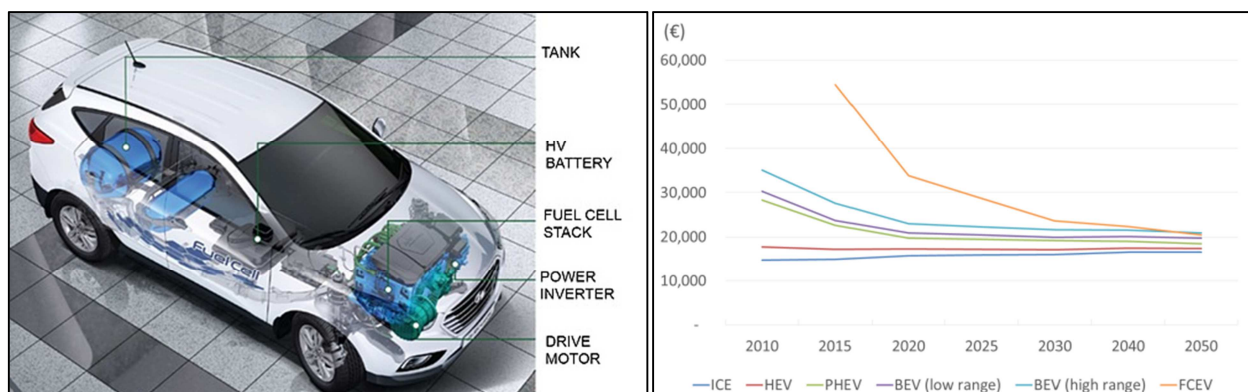 TANK
HV
BATTERY
FUEL CELL
STACK
POWER
INVERTER
DRIVE
MOTOR
Fuel Cell
(€)
60,000
50,000
40,000
30,000
20,000
10,000
-
2010 2015 2020 2025 2030 2040 2050
ICE HEV PHEV BEV (low range) BEV (high range) FCEV